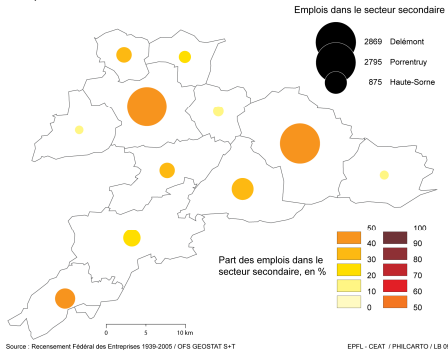 Emplois dans le secteur secondaire
2869 Delémont
2795 Porrentruy
875 Haute-Sorne
Part des emplois dans le
secteur secondaire, en %
50 100
40 90
30 80
20 70
10 60
0 50
0 5 10 km
Source : Recensement Fédéral des Entreprises 1939-2005 / OFS GEOSTAT S+T
EPFL - CEAT / PHILCARTO / LB 09